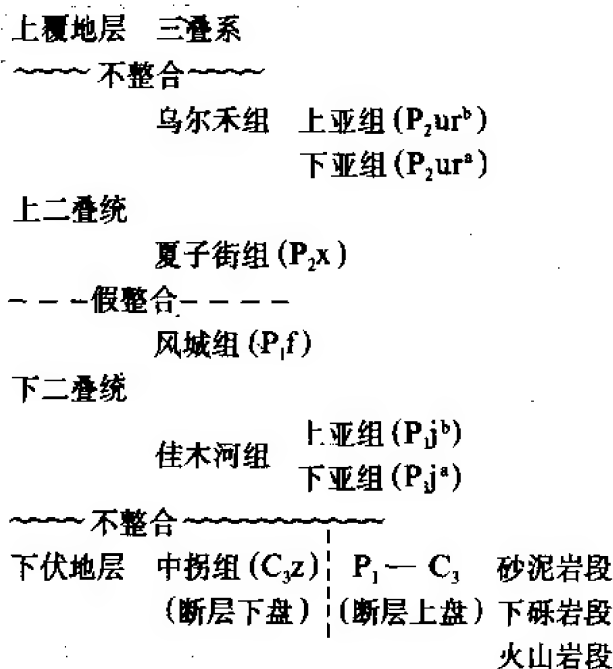 上覆地层 三叠系
~~~~不整合~~~~
乌尔禾组 上亚组(P₂urᵇ)
下亚组(P₂urᵃ)
上二叠统
夏子街组(P₂x)
---假整合----
风城组(P₁f)
下二叠统
上亚组(P₁jᵇ)
佳木河组
下亚组(P₁jᵃ)
~~~~不整合~~~~~~~~~~
下伏地层 中拐组(C₃z) P₁—C₃ 砂泥岩段
(断层下盘) (断层上盘) 下砾岩段
火山岩段